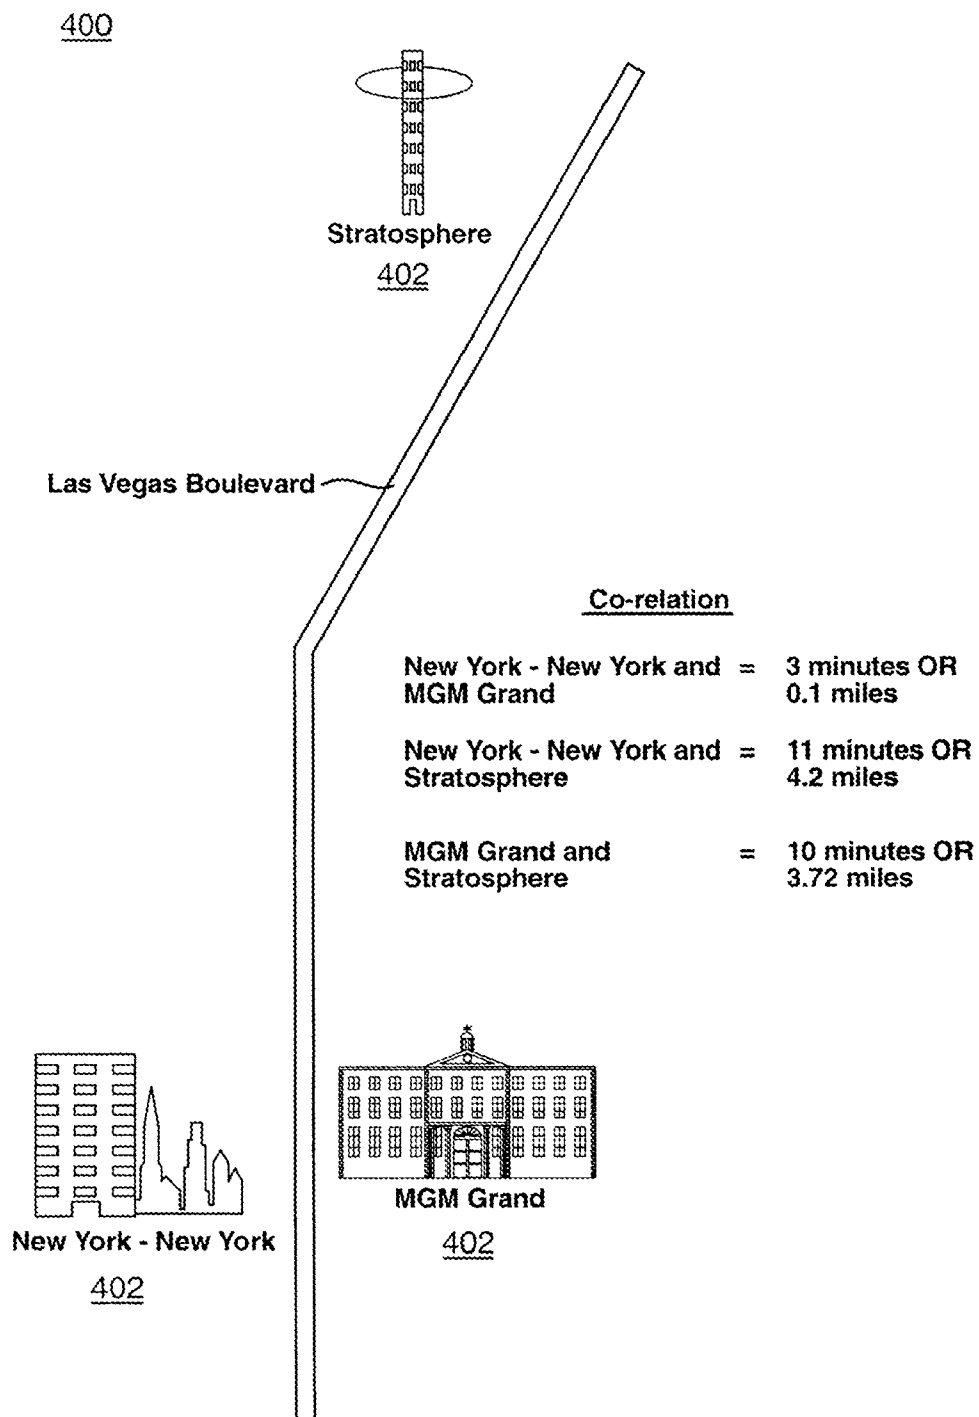 400
Stratosphere
402
Las Vegas Boulevard
Co-relation
New York - New York and = 3 minutes OR
MGM Grand 0.1 miles
New York - New York and = 11 minutes OR
Stratosphere 4.2 miles
MGM Grand and = 10 minutes OR
Stratosphere 3.72 miles
MGM Grand
402
New York - New York
402